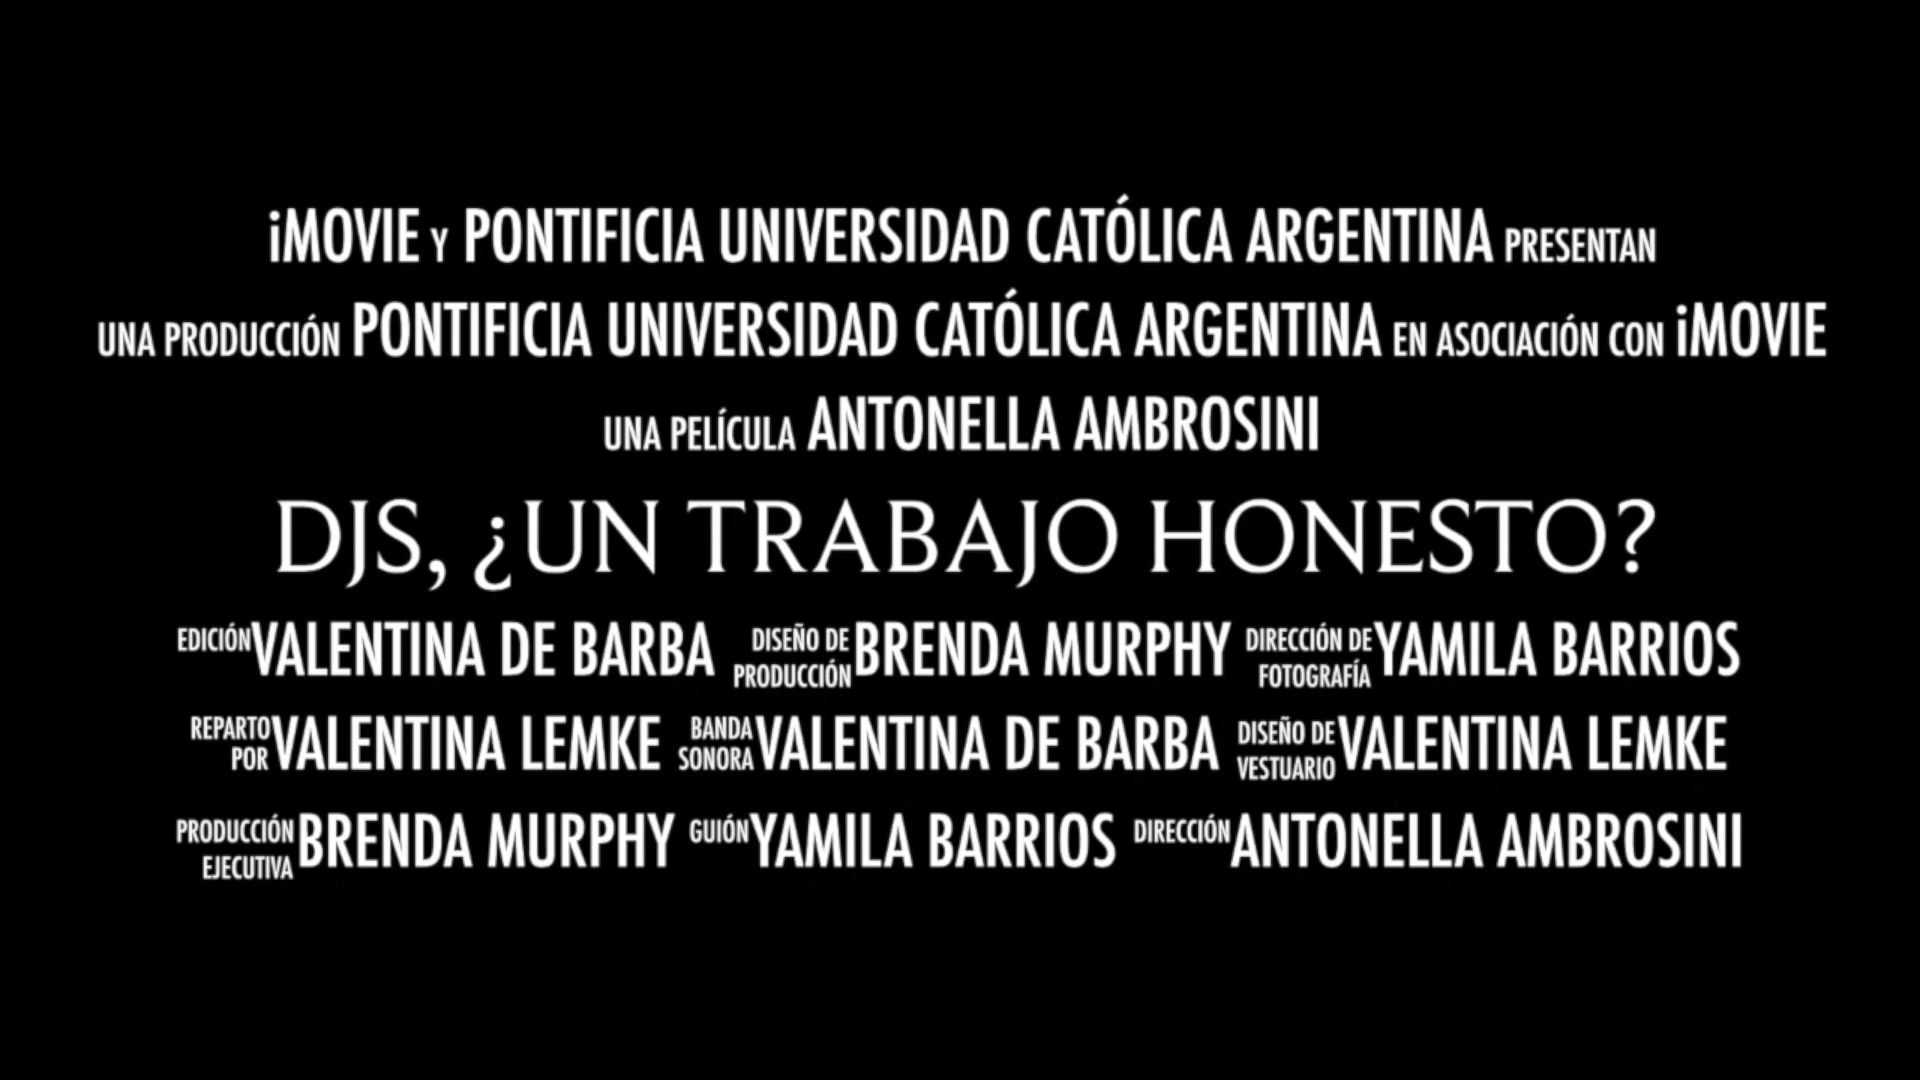 iMOVIE Y PONTIFICIA UNIVERSIDAD CATÓLICA ARGENTINA PRESENTAN
UNA PRODUCCIÓN PONTIFICIA UNIVERSIDAD CATÓLICA ARGENTINA EN ASOCIACIÓN CON iMOVIE
UNA PELÍCULA ANTONELLA AMBROSINI
DJS, ¿UN TRABAJO HONESTO?
EDICIÓN VALENTINA DE BARBA DISEÑO DE PRODUCCIÓN BRENDA MURPHY DIRECCIÓN DE FOTOGRAFÍA YAMILA BARRIOS
REPARTO POR VALENTINA LEMKE BANDA SONORA VALENTINA DE BARBA DISEÑO DE VESTUARIO VALENTINA LEMKE
PRODUCCIÓN EJECUTIVA BRENDA MURPHY GUIÓN YAMILA BARRIOS DIRECCIÓN ANTONELLA AMBROSINI